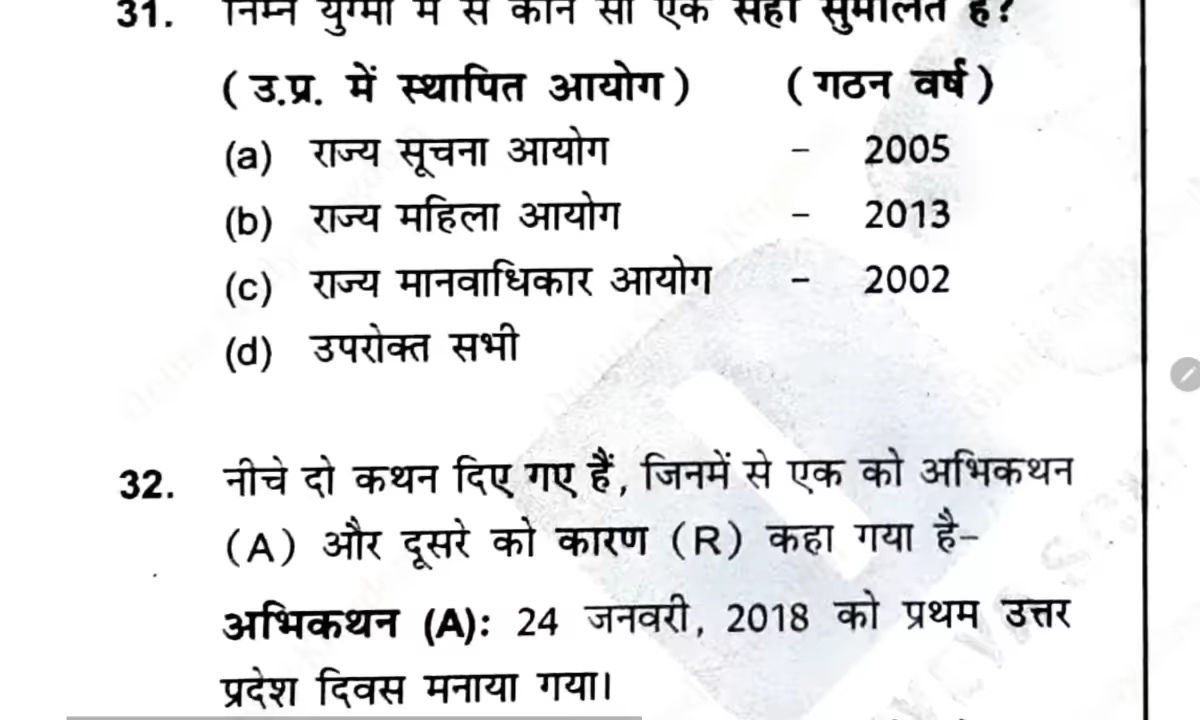 31. निम्न युग्मों में से कौन सा एक सही सुमेलित है?
(उ.प्र. में स्थापित आयोग) (गठन वर्ष)
(a) राज्य सूचना आयोग - 2005
(b) राज्य महिला आयोग - 2013
(c) राज्य मानवाधिकार आयोग - 2002
(d) उपरोक्त सभी
32. नीचे दो कथन दिए गए हैं, जिनमें से एक को अभिकथन
(A) और दूसरे को कारण (R) कहा गया है-
अभिकथन (A): 24 जनवरी, 2018 को प्रथम उत्तर
प्रदेश दिवस मनाया गया।